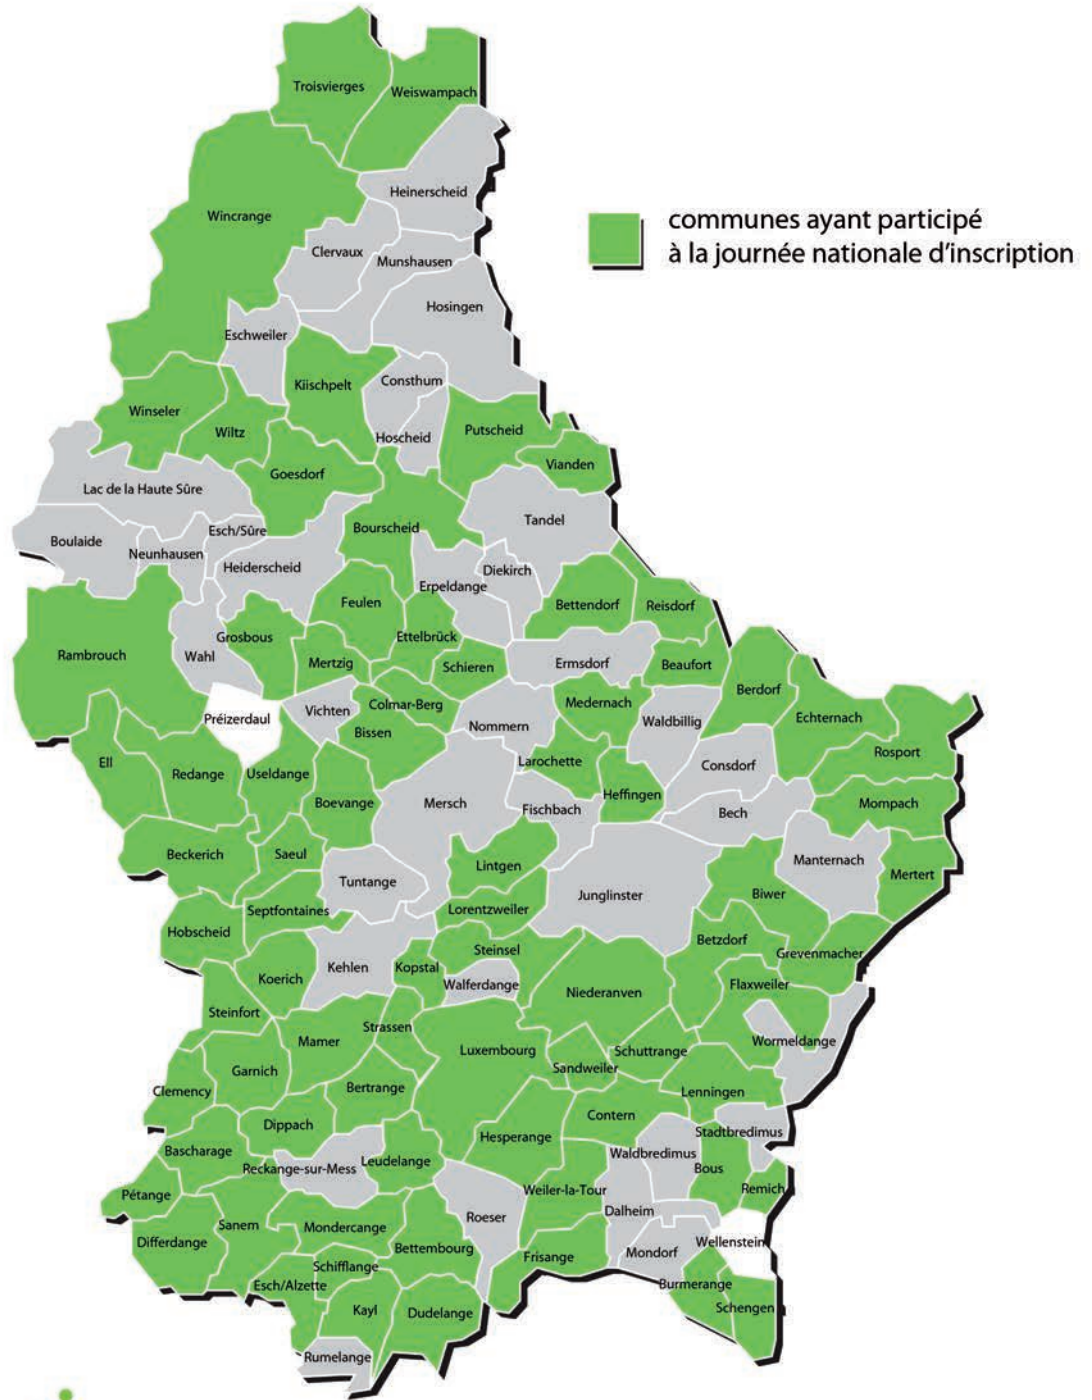 Troisvierges
Weiswampach
Heinerscheid
Wincrange
communes ayant participé
à la journée nationale d'inscription
Clervaux
Munshausen
Hosingen
Eschweiler
Kiischpelt
Consthum
Winseler
Wiltz
Hoscheid
Putscheid
Vianden
Goesdorf
Lac de la Haute Sûre
Tandel
Bourscheid
Esch/Sûre
Boulaide
Neunhausen
Heiderscheid
Diekirch
Erpeldange
Feulen
Bettendorf
Reisdorf
Grosbous
Ettelbrück
Rambrouch
Wahl
Mertzig
Schieren
Ermsdorf
Beaufort
Berdorf
Medernach
Colmar-Berg
Vichten
Préizerdaul
Nommern
Waldbillig
Echternach
Bissen
Rosport
Ell
Redange
Useldange
Larochette
Consdorf
Boevange
Mersch
Heffingen
Fischbach
Bech
Mompach
Beckerich
Saeul
Lintgen
Manternach
Tuntange
Mertert
Junglinster
Biwer
Septfontaines
Lorentzweiler
Hobscheid
Betzdorf
Steinsel
Grevenmacher
Kehlen
Kopstal
Koerich
Walferdange
Flaxweiler
Niederanven
Steinfort
Strassen
Mamer
Wormeldange
Luxembourg
Schuttrange
Sandweiler
Garnich
Bertrange
Clemency
Lenningen
Contern
Dippach
Stadtbredimus
Hesperange
Bascharage
Waldbredimus
Leudelange
Reckange-sur-Mess
Bous
Remich
Pétange
Weiler-la-Tour
Dalheim
Roeser
Sanem
Mondercange
Differdange
Wellenstein
Bettembourg
Mondorf
Frisange
Schifflange
Esch/Alzette
Burmerange
Schengen
Kayl
Dudelange
Rumelange